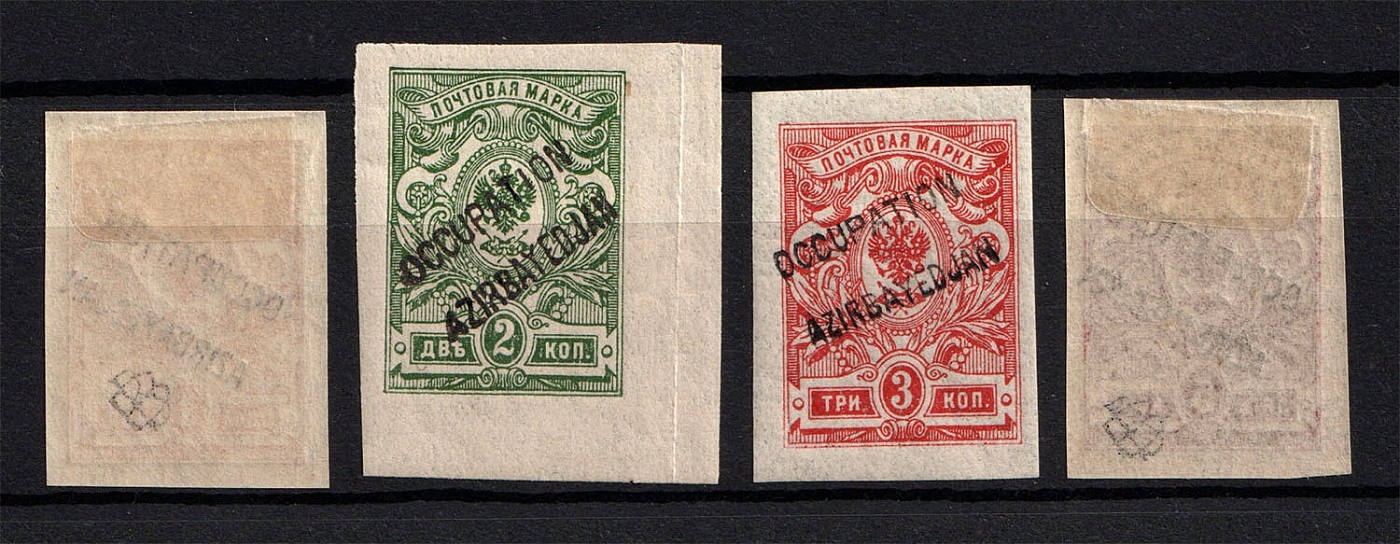 ПОЧТОВАЯ МАРКА
OCCUPATION
AZIRBAYEDJAN
ДВѢ 2 КОП.
ПОЧТОВАЯ МАРКА
OCCUPATION
AZIRBAYEDJAN
ТРИ 3 КОП.